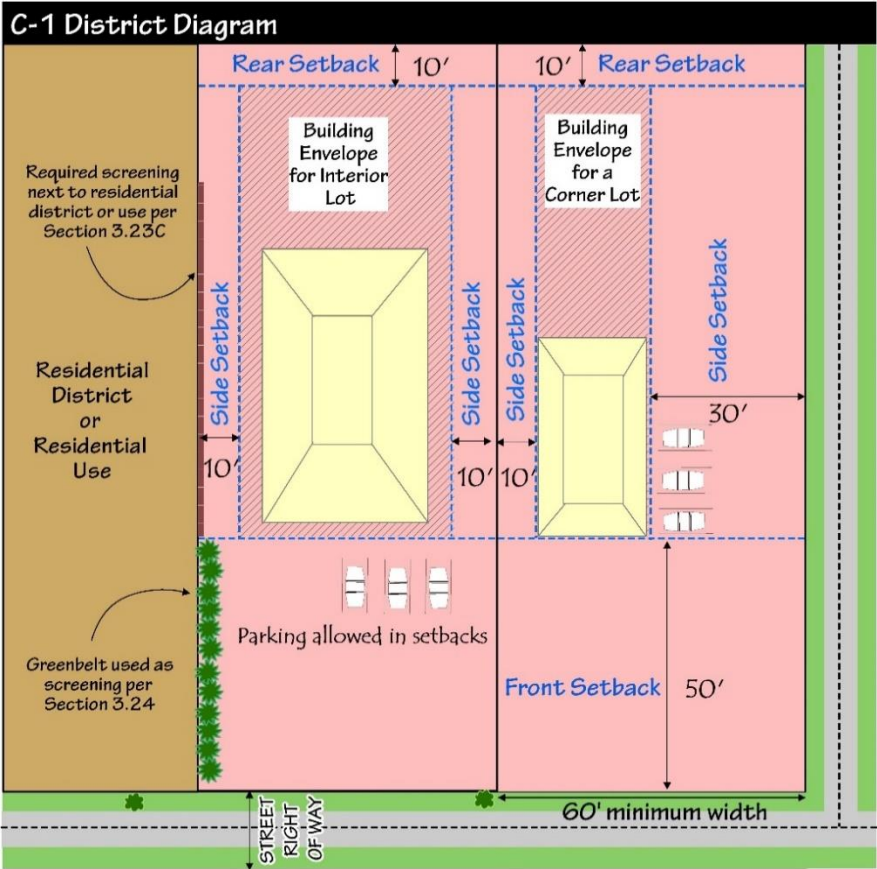 C-1 District Diagram
Rear Setback
10'
10'
Rear Setback
Building
Envelope
for Interior
Lot
Building
Envelope
for a
Corner Lot
Required screening
next to residential
district or use per
Section 3.23C
Side Setback
Side Setback
Side Setback
Side Setback
Residential
District
or
Residential
Use
30'
10'
10'
10'
Parking allowed in setbacks
Greenbelt used as
screening per
Section 3.24
Front Setback
50'
60' minimum width
STREET
RIGHT
OF WAY